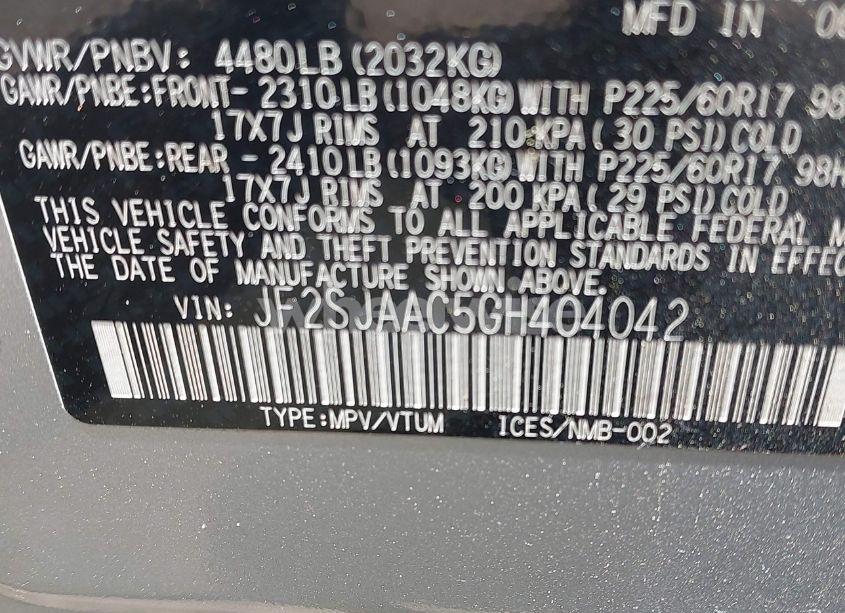 MFD IN
GVWR/PNBV: 4480LB (2032KG)
GAWR/PNBE:FRONT- 2310LB(1048KG)WITH P225/60R17 98
17X7J RIMS AT 210 KPA( 30 PSI)COLD
GAWR/PNBE:REAR - 2410LB(1093KG)WITH P225/60R17 98H
17X7J RIMS AT 200 KPA( 29 PSI)COLD
THIS VEHICLE CONFORMS TO ALL APPLICABLE FEDERAL M
VEHICLE SAFETY AND THEFT PREVENTION STANDARDS IN EFFEC
THE DATE OF MANUFACTURE SHOWN ABOVE.
VIN: JF2SJAAC5GH404042
TYPE:MPV/VTUM ICES/NMB-002